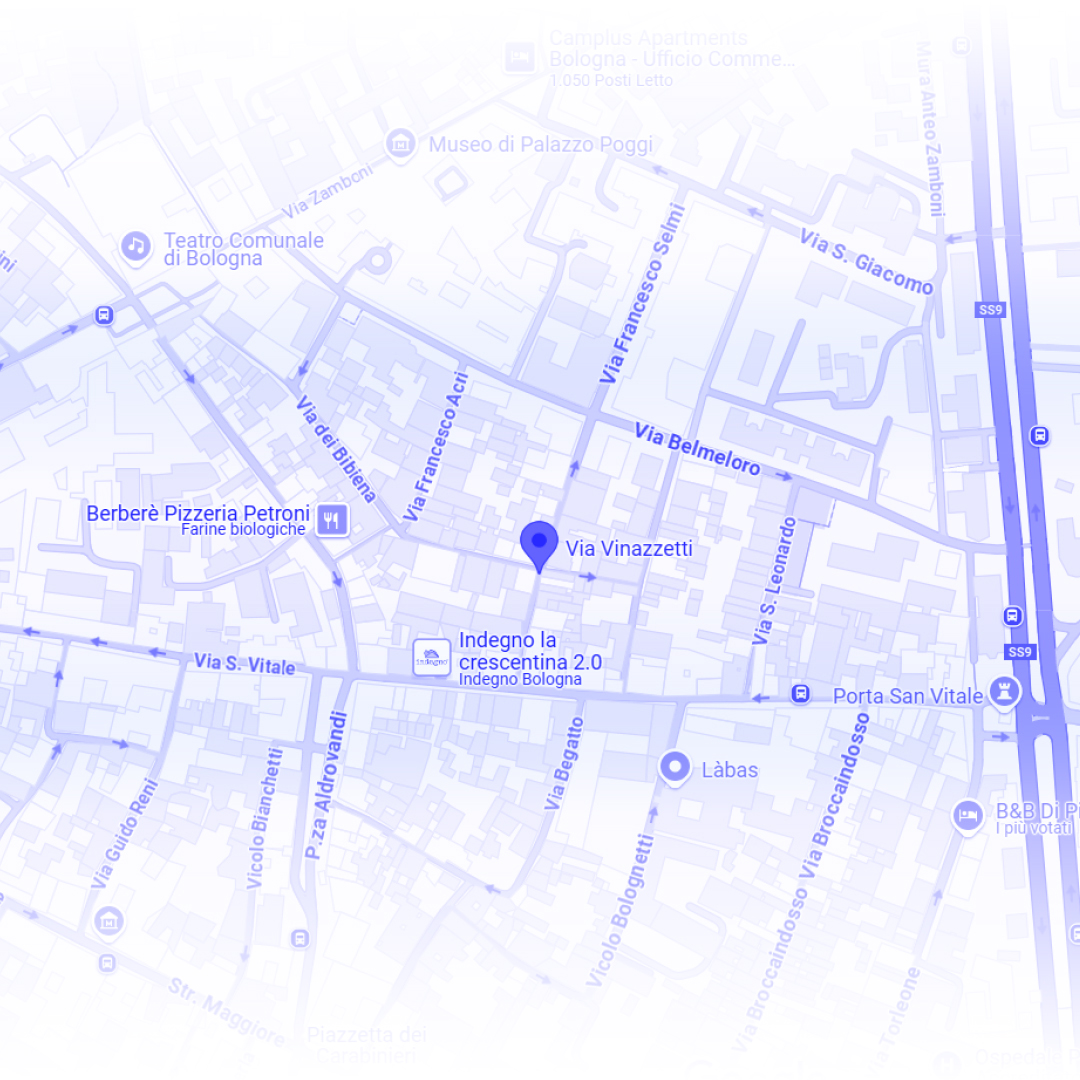 Camplus Apartments
Bologna - Ufficio Comme...
1.050 Posti Letto
Mura Anteo Zamboni
Museo di Palazzo Poggi
Via Zamboni
Teatro Comunale
di Bologna
ini
Via Francesco Selmi
Via S. Giacomo
SS9
Via dei Bibiena
Via Francesco Acri
Via Belmeloro
Berberè Pizzeria Petroni
Farine biologiche
Via Vinazzetti
Via S. Leonardo
Indegno la
crescentina 2.0
Indegno Bologna
indegno
Via S. Vitale
SS9
Porta San Vitale
P.za Aldrovandi
Via Begatto
Làbas
Via Broccaindosso
Via Guido Reni
Vicolo Bianchetti
Vicolo Bolognetti
B&B Di Pi
I più votati
Via Broccaindosso
Via Torleone
Str. Maggiore
Piazzetta dei
Carabinieri